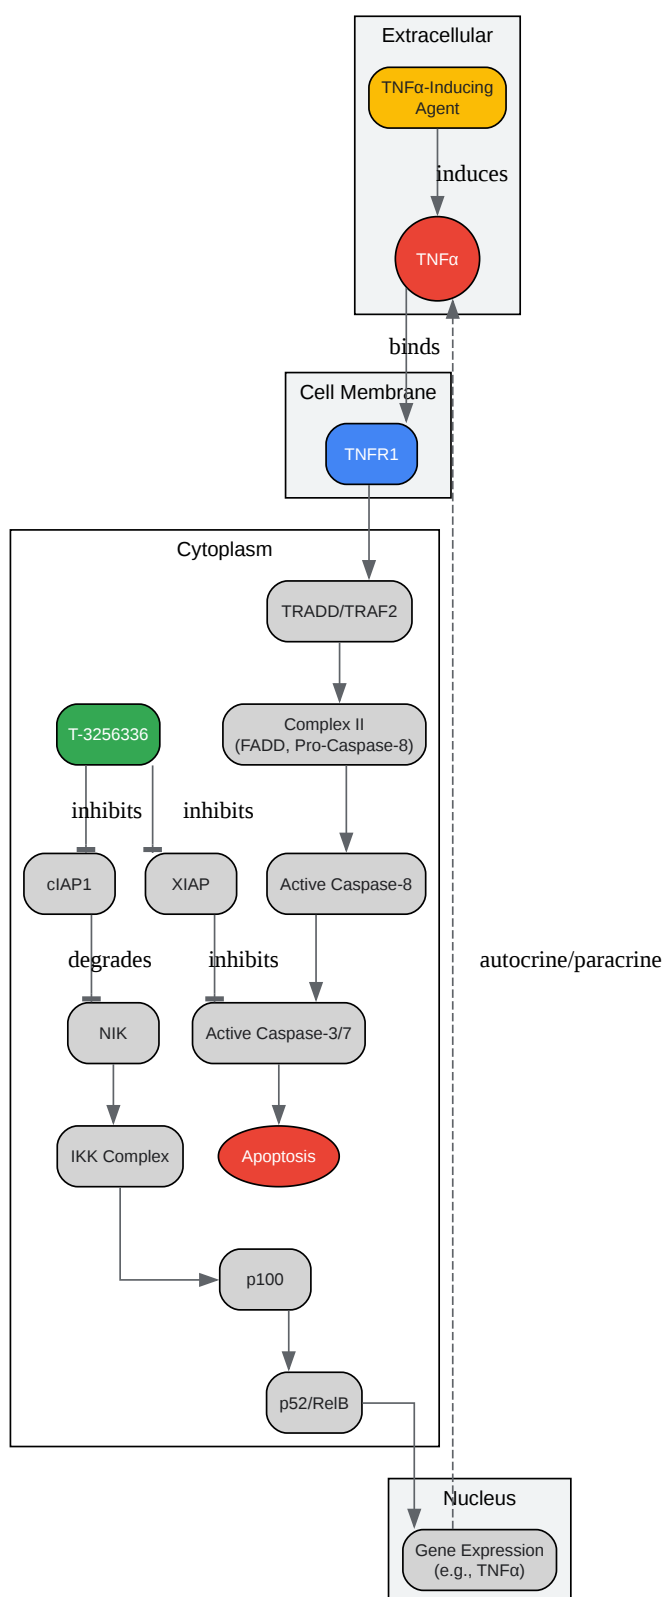 Extracellular
TNFα-Inducing
Agent
induces
TNFα
binds
Cell Membrane
TNFR1
Cytoplasm
TRADD/TRAF2
T-3256336
Complex II
(FADD, Pro-Caspase-8)
inhibits
inhibits
cIAP1
XIAP
Active Caspase-8
degrades
inhibits
autocrine/paracrine
NIK
Active Caspase-3/7
IKK Complex
Apoptosis
p100
p52/RelB
Nucleus
Gene Expression
(e.g., TNFα)